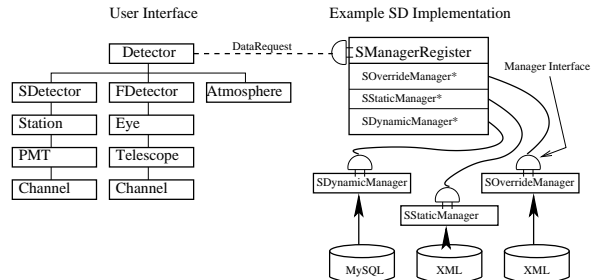 User Interface
Example SD Implementation
Detector
DataRequest
SManagerRegister
SOverrideManager*
SStaticManager*
SDynamicManager*
Manager Interface
SDetector
FDetector
Atmosphere
Station
Eye
PMT
Telescope
Channel
Channel
SDynamicManager
SStaticManager
SOverrideManager
MySQL
XML
XML